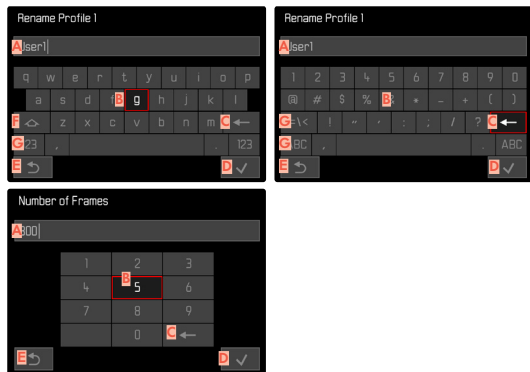 Rename Profile 1
A User1
q w e r t y u i o p
a s d f B g h j k l
F z x c v b n m C
G 123 , . 123
E D
Rename Profile 1
A User1
1 2 3 4 5 6 7 8 9 0
@ # $ % B & * - + ( )
G =\< ! " ' : ; / ? C
G ABC , . ABC
E D
Number of Frames
A 300
1 2 3
B
4 5 6
7 8 9
0 C
E D